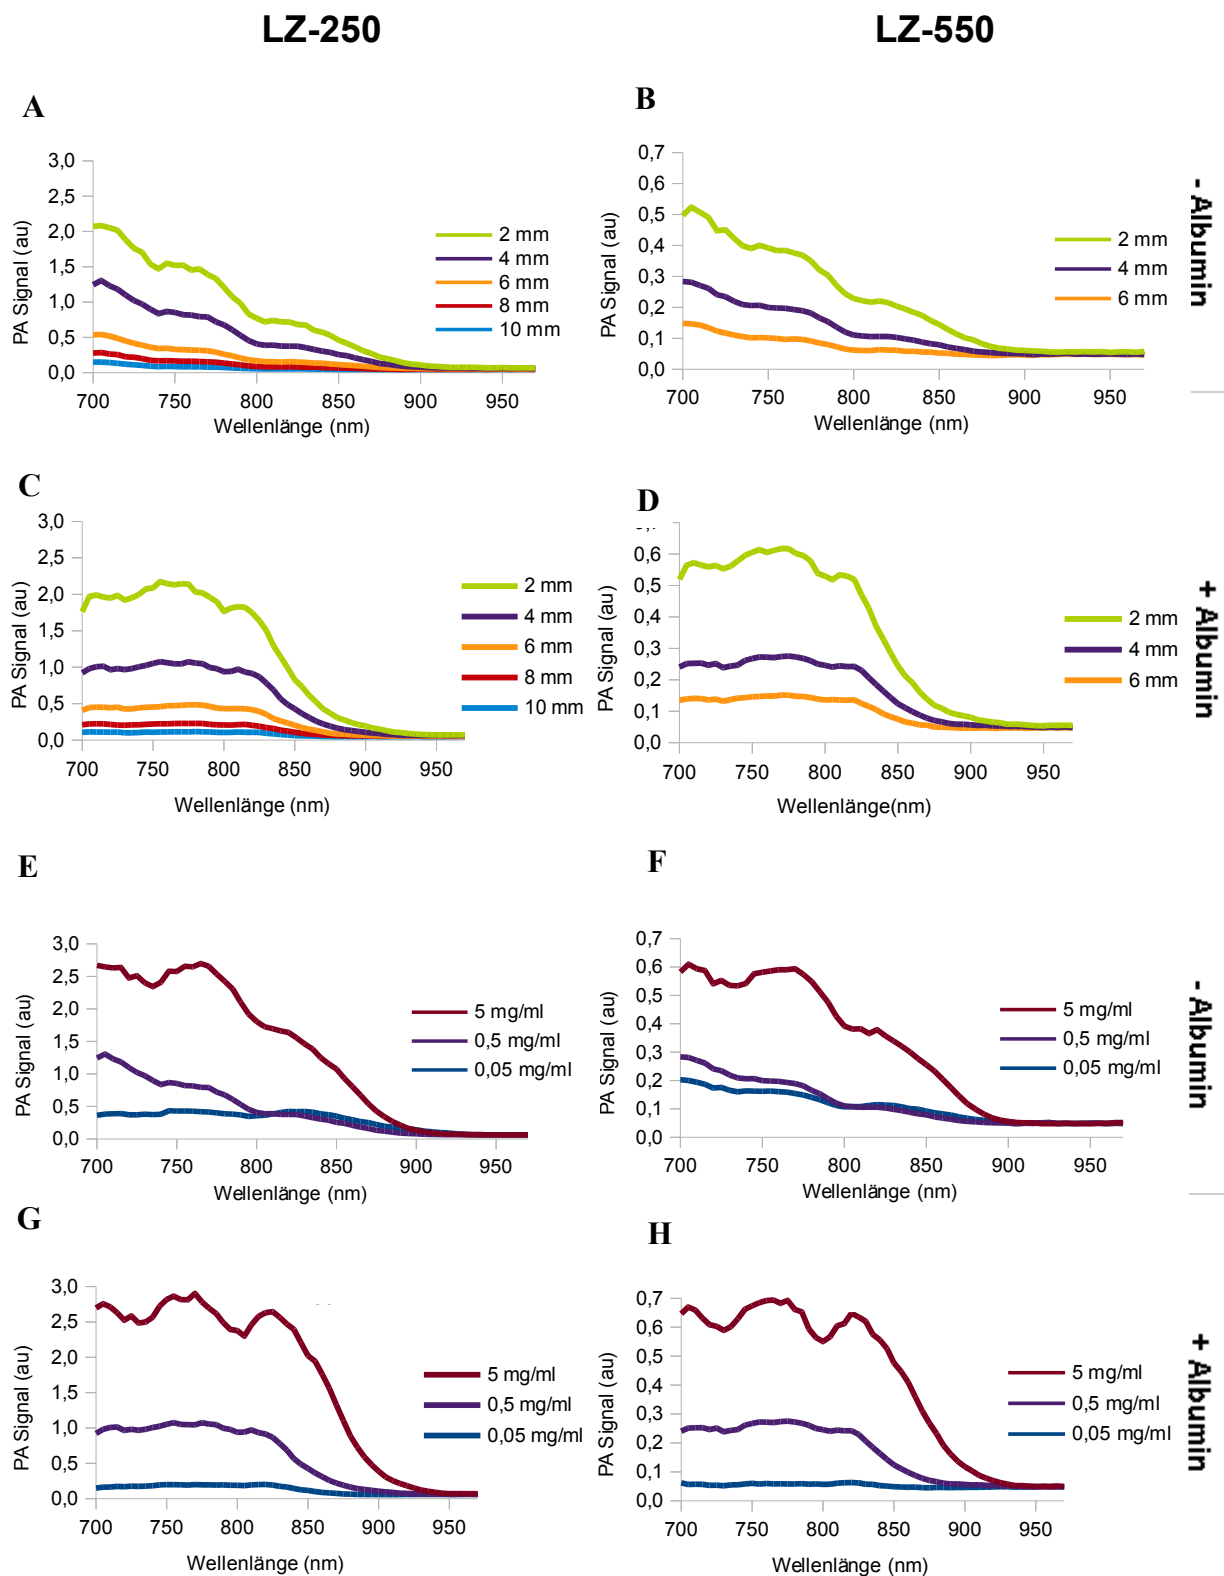 LZ-250
LZ-550
A
3,0
2,5
2,0
1,5
1,0
0,5
0,0
PA Signal (au)
700 750 800 850 900 950
Wellenlänge (nm)
2 mm
4 mm
6 mm
8 mm
10 mm
B
0,7
0,6
0,5
0,4
0,3
0,2
0,1
0,0
PA Signal (au)
700 750 800 850 900 950
Wellenlänge (nm)
2 mm
4 mm
6 mm
- Albumin
C
3,0
2,5
2,0
1,5
1,0
0,5
0,0
PA Signal (au)
700 750 800 850 900 950
Wellenlänge (nm)
2 mm
4 mm
6 mm
8 mm
10 mm
D
0,6
0,5
0,4
0,3
0,2
0,1
0,0
PA Signal (au)
700 750 800 850 900 950
Wellenlänge(nm)
2 mm
4 mm
6 mm
+ Albumin
E
3,0
2,5
2,0
1,5
1,0
0,5
0,0
PA Signal (au)
700 750 800 850 900 950
Wellenlänge (nm)
5 mg/ml
0,5 mg/ml
0,05 mg/ml
F
0,7
0,6
0,5
0,4
0,3
0,2
0,1
0,0
PA Signal (au)
700 750 800 850 900 950
Wellenlänge (nm)
5 mg/ml
0,5 mg/ml
0,05 mg/ml
- Albumin
G
3,0
2,5
2,0
1,5
1,0
0,5
0,0
PA Signal (au)
700 750 800 850 900 950
Wellenlänge (nm)
5 mg/ml
0,5 mg/ml
0,05 mg/ml
H
0,7
0,6
0,5
0,4
0,3
0,2
0,1
0,0
PA Signal (au)
700 750 800 850 900 950
Wellenlänge (nm)
5 mg/ml
0,5 mg/ml
0,05 mg/ml
+ Albumin